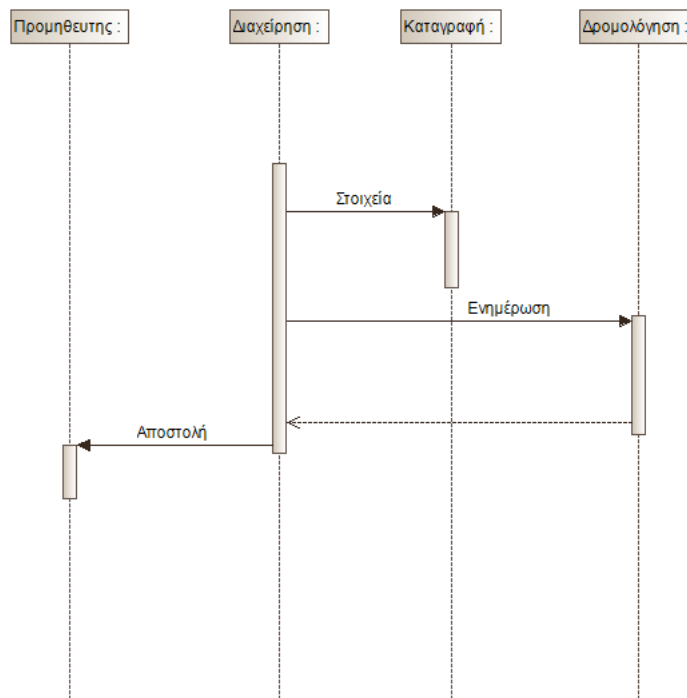 Προμηθευτης :
Διαχείρηση :
Καταγραφή :
Δρομολόγηση :
Στοιχεία
Ενημέρωση
Αποστολή